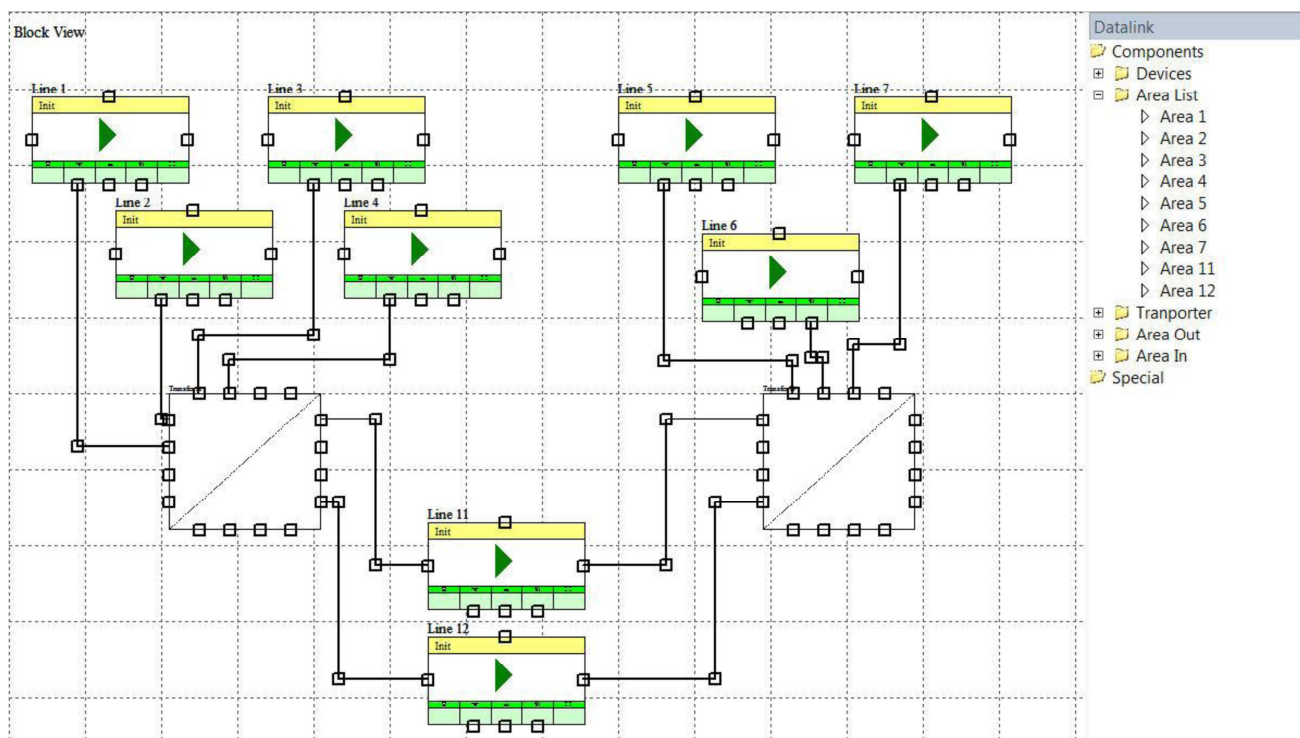 Block View
Line 1
Init
Line 3
Init
Line 5
Init
Line 7
Init
Line 2
Init
Line 4
Init
Line 6
Init
Line 11
Init
Line 12
Init
Datalink
Components
Devices
Area List
Area 1
Area 2
Area 3
Area 4
Area 5
Area 6
Area 7
Area 11
Area 12
Tranporter
Area Out
Area In
Special